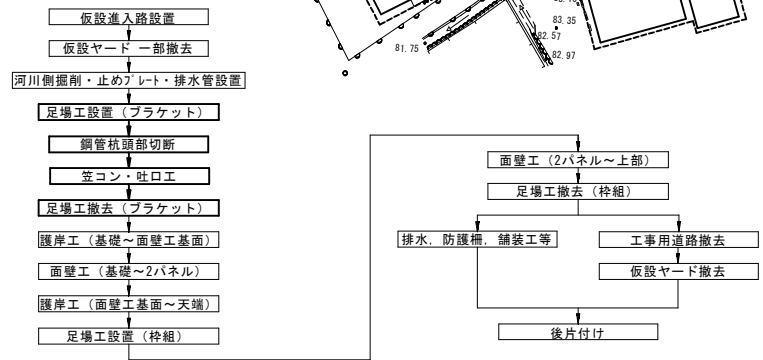 仮設進入路設置
仮設ヤード 一部撤去
河川側掘削・止めプレート・排水管設置
足場工設置（ブラケット）
鋼管杭頭部切断
笠コン・吐口工
足場工撤去（ブラケット）
護岸工（基礎～面壁工基面）
面壁工（基礎～2パネル）
護岸工（面壁工基面～天端）
足場工設置（枠組）
81.75
83.35
82.57
82.97
面壁工（2パネル～上部）
足場工撤去（枠組）
排水，防護柵，舗装工等
工事用道路撤去
仮設ヤード撤去
後片付け